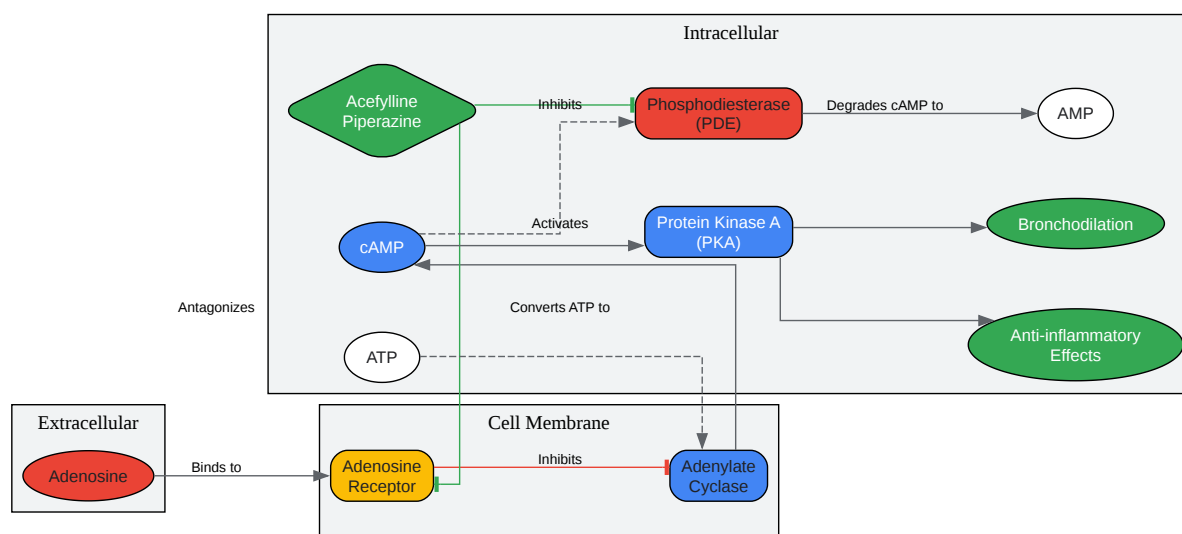 Intracellular
Acefylline
Piperazine
Inhibits
Phosphodiesterase
(PDE)
Degrades cAMP to
AMP
cAMP
Activates
Protein Kinase A
(PKA)
Bronchodilation
Antagonizes
Converts ATP to
Anti-inflammatory
Effects
ATP
Extracellular
Adenosine
Binds to
Cell Membrane
Adenosine
Receptor
Inhibits
Adenylate
Cyclase